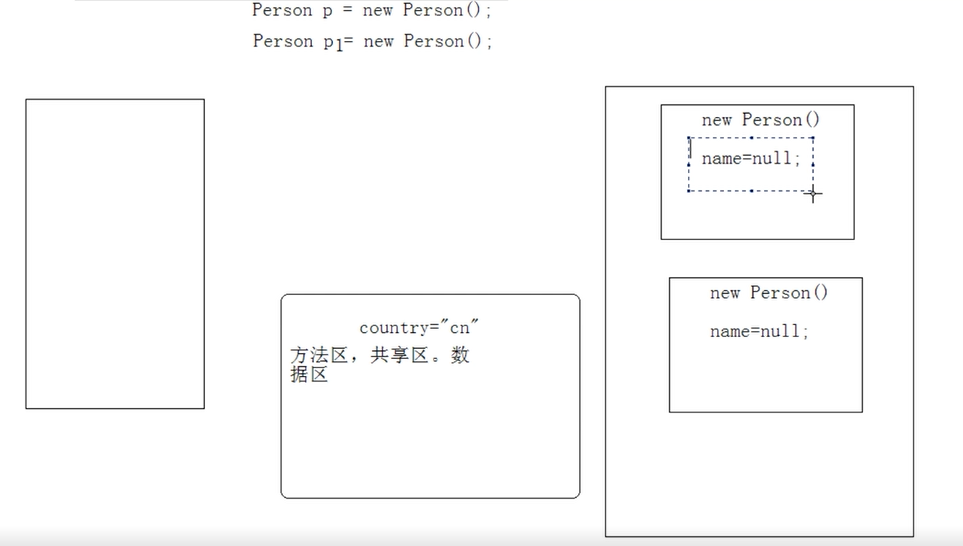 Person p = new Person();
Person p1= new Person();
new Person()
name=null;
new Person()
name=null;
country="cn"
方法区，共享区。数
据区